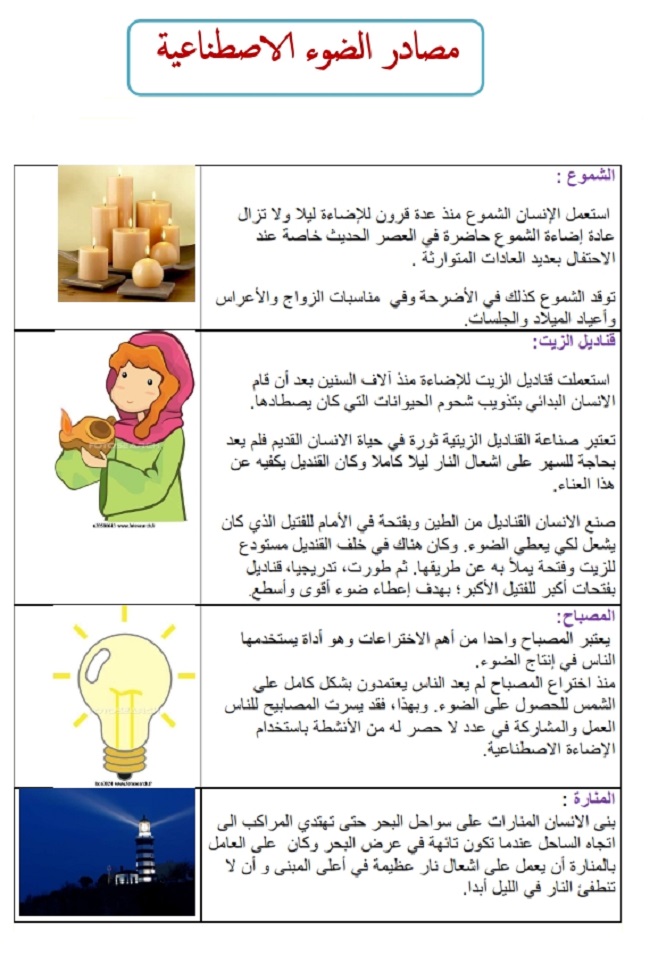 مصادر الضوء الاصطناعية
الشموع :
استعمل الإنسان الشموع منذ عدة قرون للإضاءة ليلا ولا تزال
عادة إضاءة الشموع حاضرة في العصر الحديث خاصة عند
الاحتفال بعديد العادات المتوارثة .
توقد الشموع كذلك في الأضرحة وفي مناسبات الزواج والأعراس
وأعياد الميلاد والجلسات.
قناديل الزيت:
استعملت قناديل الزيت للإضاءة منذ آلاف السنين بعد أن قام
الانسان البدائي بتذويب شحوم الحيوانات التي كان يصطادها.
تعتبر صناعة القناديل الزيتية ثورة في حياة الانسان القديم فلم يعد
بحاجة للسهر على اشعال النار ليلا كاملا وكان القنديل يكفيه عن
هذا العناء.
صنع الانسان القناديل من الطين وبفتحة في الأمام للفتيل الذي كان
يشعل لكي يعطي الضوء. وكان هناك في خلف القنديل مستودع
للزيت وفتحة يملأ به عن طريقها. ثم طورت، تدريجيا، قناديل
بفتحات أكبر للفتيل الأكبر؛ بهدف إعطاء ضوء أقوى وأسطع.
المصباح:
يعتبر المصباح واحدا من أهم الاختراعات وهو أداة يستخدمها
الناس في إنتاج الضوء.
منذ اختراع المصباح لم يعد الناس يعتمدون بشكل كامل علي
الشمس للحصول على الضوء. وبهذا، فقد يسرت المصابيح للناس
العمل والمشاركة في عدد لا حصر له من الأنشطة باستخدام
الإضاءة الاصطناعية.
المنارة :
بنى الانسان المنارات على سواحل البحر حتى تهتدي المراكب الى
اتجاه الساحل عندما تكون تائهة في عرض البحر وكان على العامل
بالمنارة أن يعمل على اشعال نار عظيمة في أعلى المبنى و أن لا
تنطفئ النار في الليل أبدا.